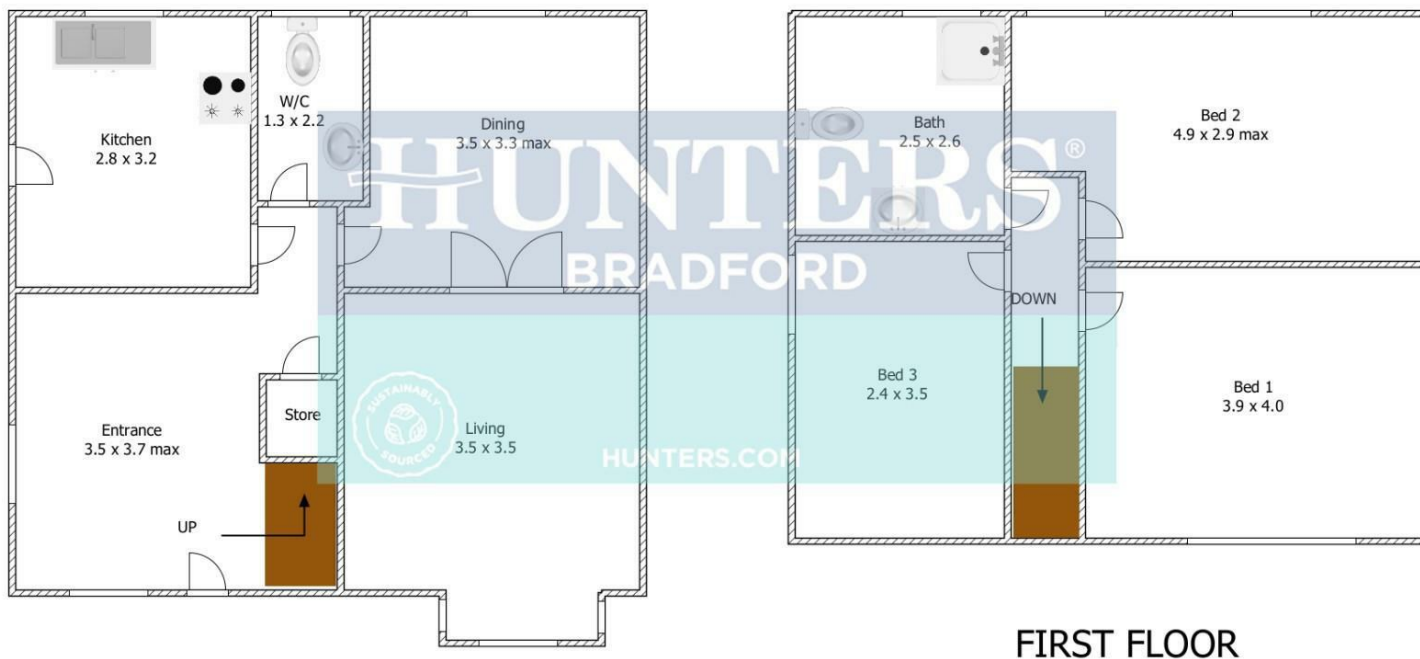 Kitchen
2.8 x 3.2
W/C
1.3 x 2.2
Dining
3.5 x 3.3 max
Entrance
3.5 x 3.7 max
Store
UP
Living
3.5 x 3.5
Bath
2.5 x 2.6
Bed 2
4.9 x 2.9 max
DOWN
Bed 3
2.4 x 3.5
Bed 1
3.9 x 4.0
HUNTERS®
BRADFORD
SUSTAINABLY
SOURCED
HUNTERS.COM
FIRST FLOOR